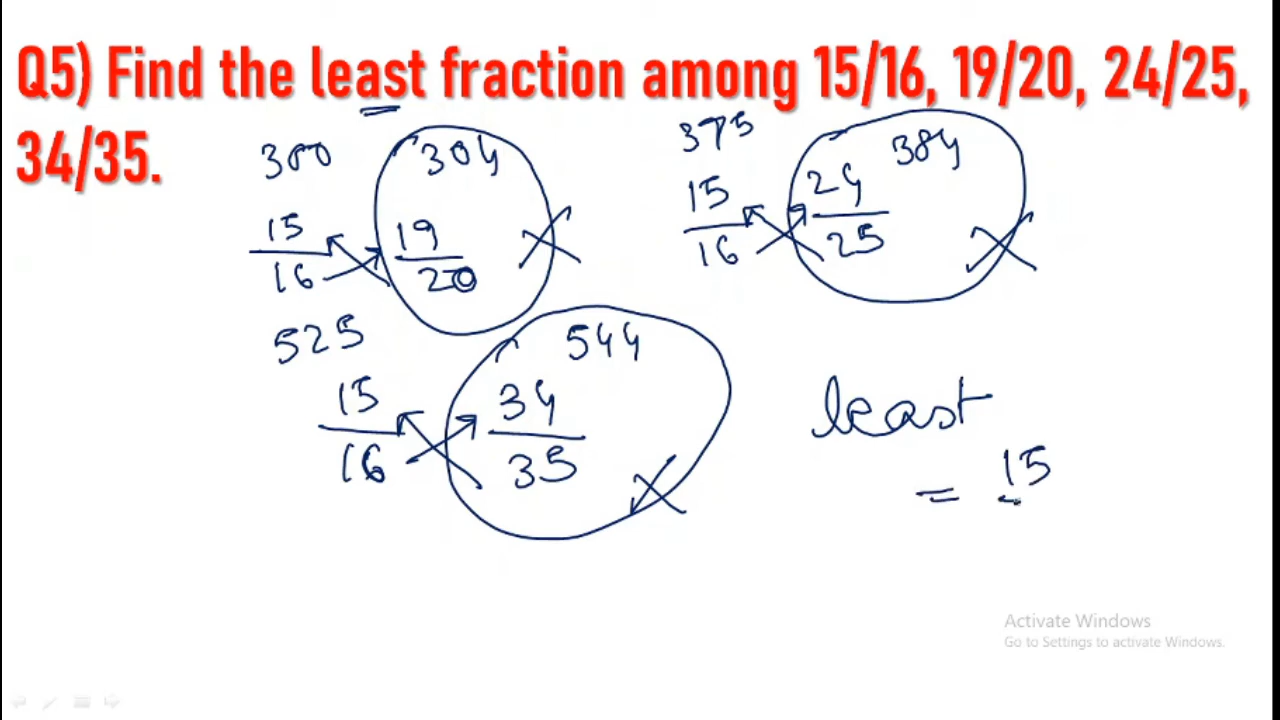 Q5) Find the least fraction among 15/16, 19/20, 24/25,
34/35.
300 304
15 19
16 20
375 384
15 24
16 25
525 544
15 34
16 35
least
= 15
Activate Windows
Go to Settings to activate Windows.